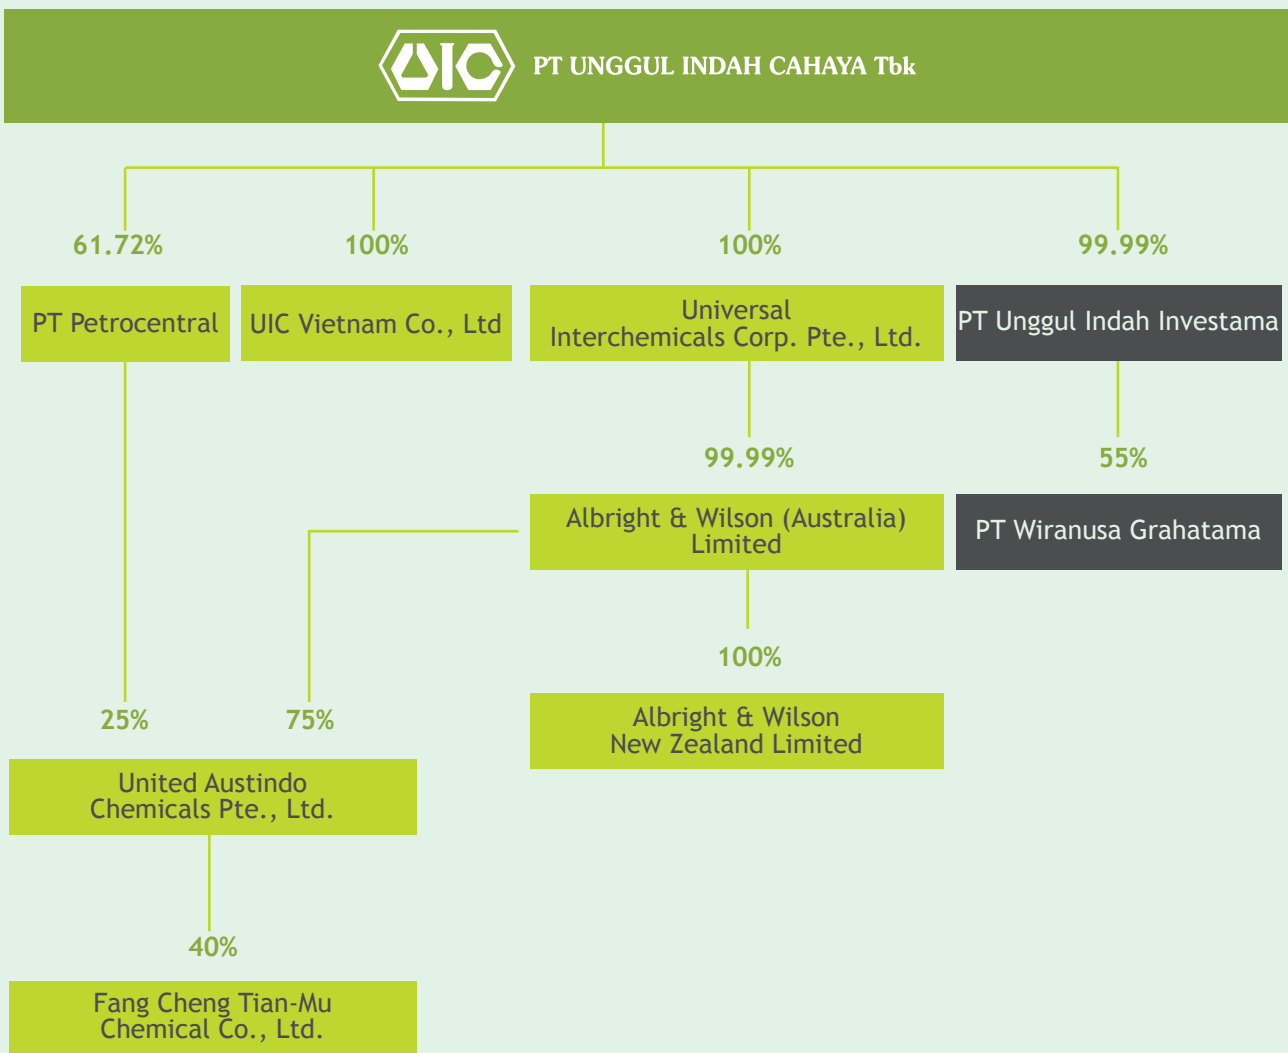 UIC PT UNGGUL INDAH CAHAYA Tbk
61.72%
100%
100%
99.99%
PT Petrocentral
UIC Vietnam Co., Ltd
Universal
Interchemicals Corp. Pte., Ltd.
PT Unggul Indah Investama
99.99%
55%
Albright & Wilson (Australia)
Limited
PT Wiranusa Grahatama
100%
25%
75%
Albright & Wilson
New Zealand Limited
United Austindo
Chemicals Pte., Ltd.
40%
Fang Cheng Tian-Mu
Chemical Co., Ltd.